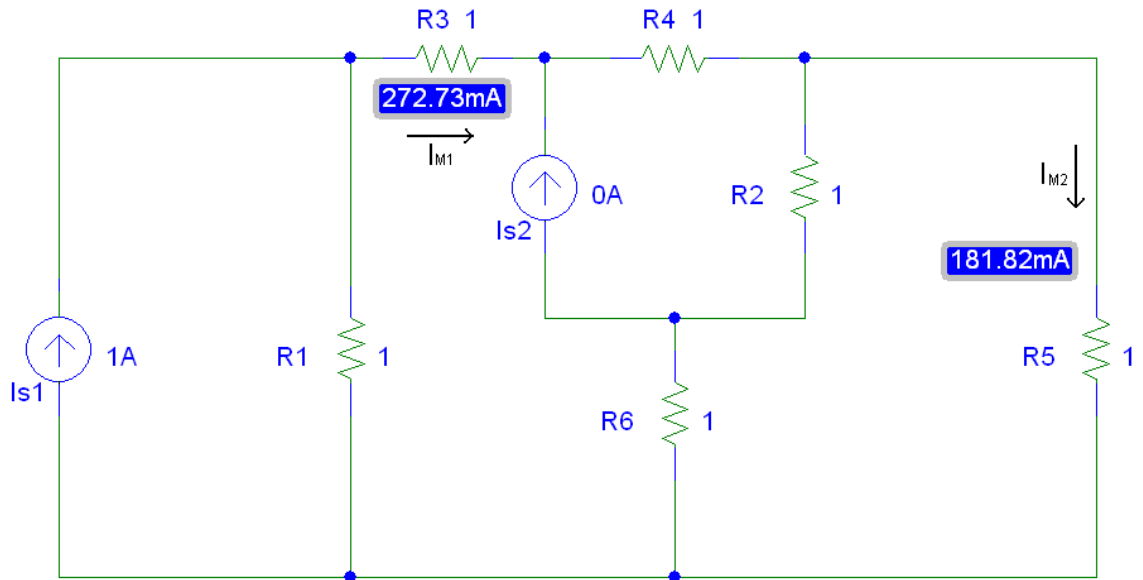 R3 1
R4 1
272.73mA
IM1
IM2
0A
R2 1
Is2
181.82mA
1A
R1 1
R5 1
Is1
R6 1